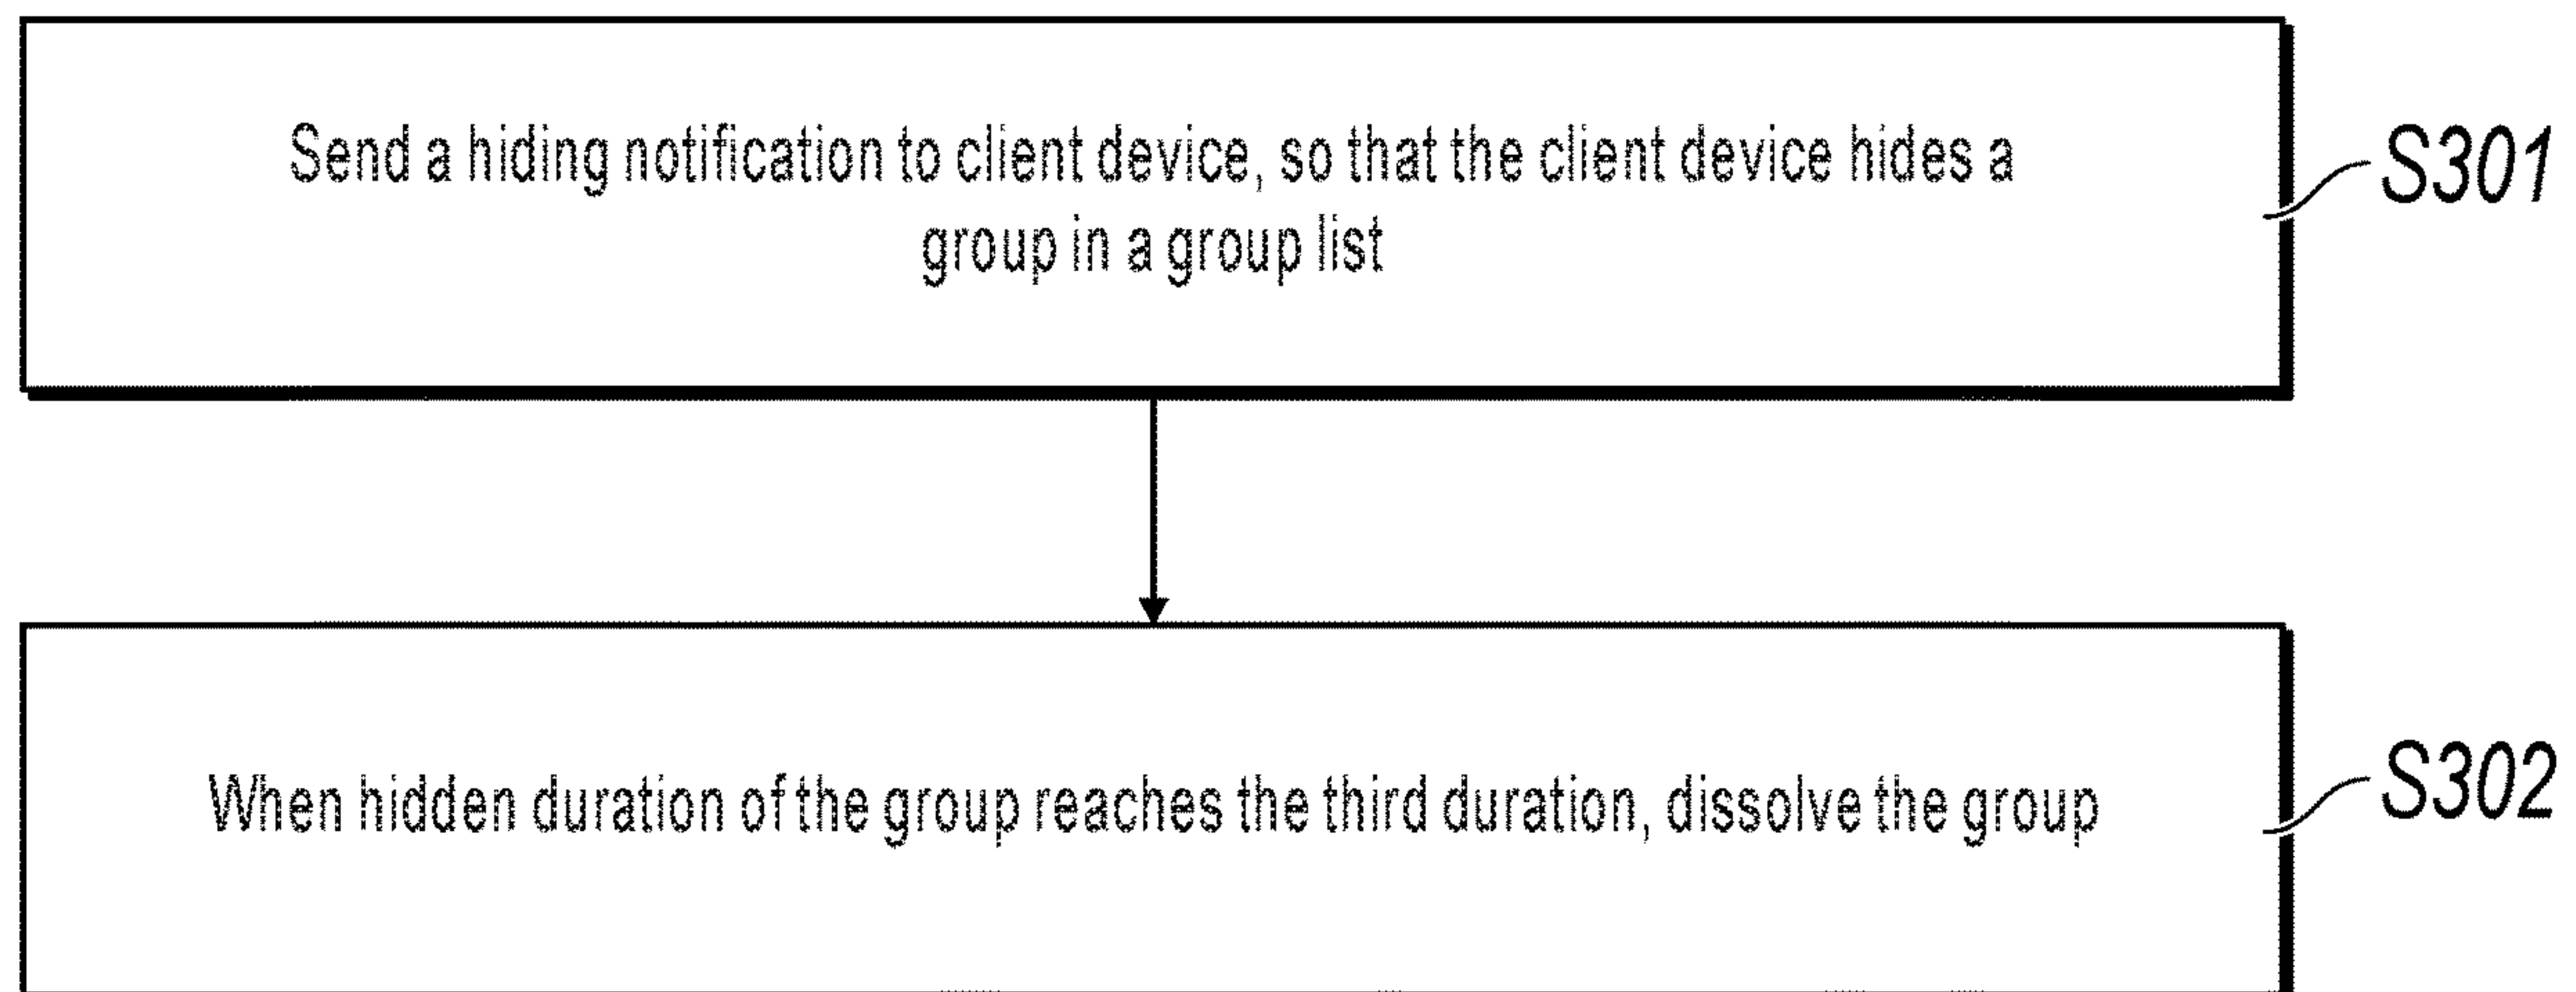 Send a hiding notification to client device, so that the client device hides a
group in a group list
S301
When hidden duration of the group reaches the third duration, dissolve the group
S302